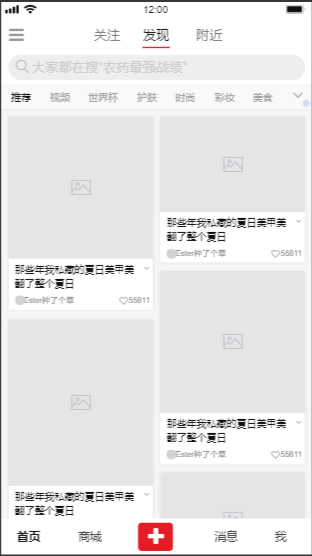 12:00
关注 发现 附近
大家都在搜"农药最强战绩"
推荐 视频 世界杯 护肤 时尚 彩妆 美食
那些年我私藏的夏日美甲美
翻了整个夏日
Ester种了个草 55811
那些年我私藏的夏日美甲美
翻了整个夏日
Ester种了个草 55811
那些年我私藏的夏日美甲美
翻了整个夏日
Ester种了个草 55811
那些年我私藏的夏日美甲美
翻了整个夏日
首页 商城 消息 我